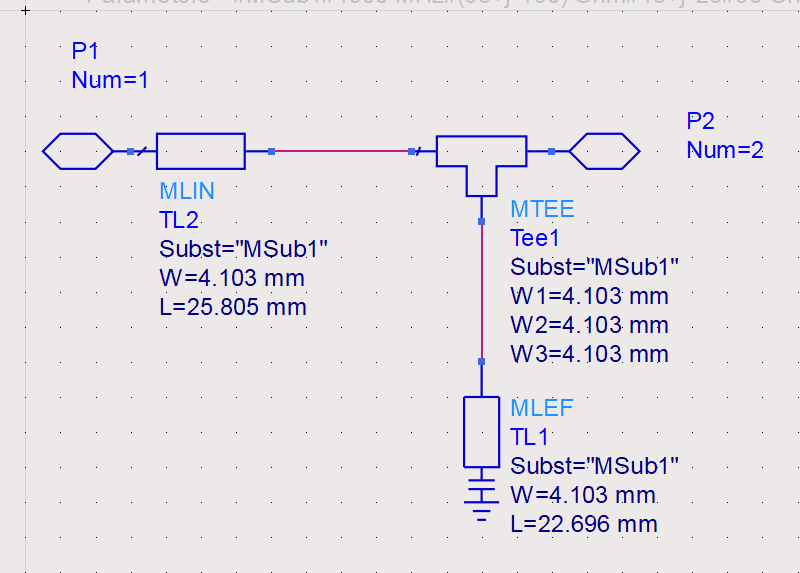 P1
Num=1
P2
Num=2
MLIN
TL2
Subst="MSub1"
W=4.103 mm
L=25.805 mm
MTEE
Tee1
Subst="MSub1"
W1=4.103 mm
W2=4.103 mm
W3=4.103 mm
MLEF
TL1
Subst="MSub1"
W=4.103 mm
L=22.696 mm